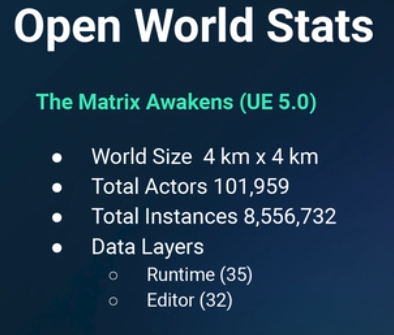 Open World Stats
The Matrix Awakens (UE 5.0)
● World Size 4 km x 4 km
● Total Actors 101,959
● Total Instances 8,556,732
● Data Layers
○ Runtime (35)
○ Editor (32)